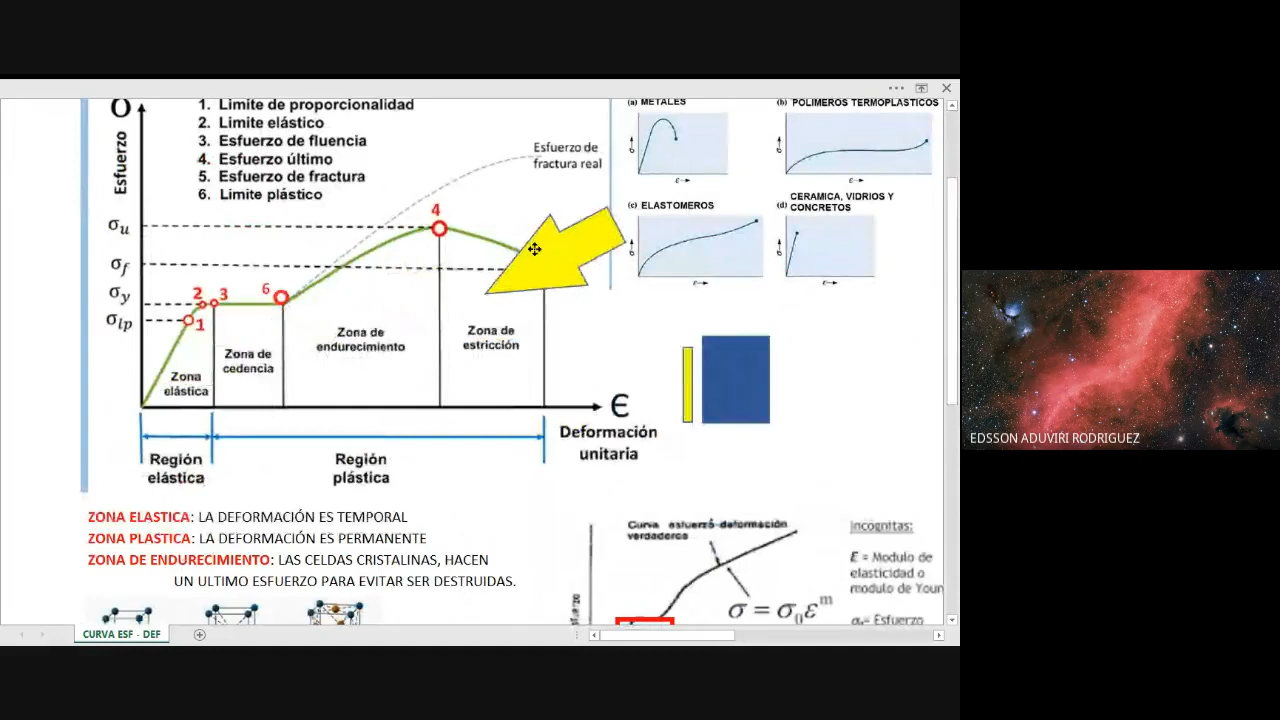 σ
Esfuerzo
1. Limite de proporcionalidad
2. Limite elástico
3. Esfuerzo de fluencia
4. Esfuerzo último
5. Esfuerzo de fractura
6. Limite plástico
Esfuerzo de
fractura real
σu
σf
σy
σlp
1
2
3
6
4
Zona
elástica
Zona de
cedencia
Zona de
endurecimiento
Zona de
estricción
Є
Deformación
unitaria
Región
elástica
Región
plástica
(a) METALES
σ
ε
(b) POLIMEROS TERMOPLASTICOS
σ
ε
(c) ELASTOMEROS
σ
ε
(d) CERAMICA, VIDRIOS Y
CONCRETOS
σ
ε
ZONA ELASTICA: LA DEFORMACIÓN ES TEMPORAL
ZONA PLASTICA: LA DEFORMACIÓN ES PERMANENTE
ZONA DE ENDURECIMIENTO: LAS CELDAS CRISTALINAS, HACEN
UN ULTIMO ESFUERZO PARA EVITAR SER DESTRUIDAS.
Curva esfuerzo-deformación
verdaderos
σ = σ₀εᵐ
Incógnitas:
E = Modulo de
elasticidad o
modulo de Youn
= Esfuerzo
CURVA ESF - DEF
EDSSON ADUVIRI RODRIGUEZ